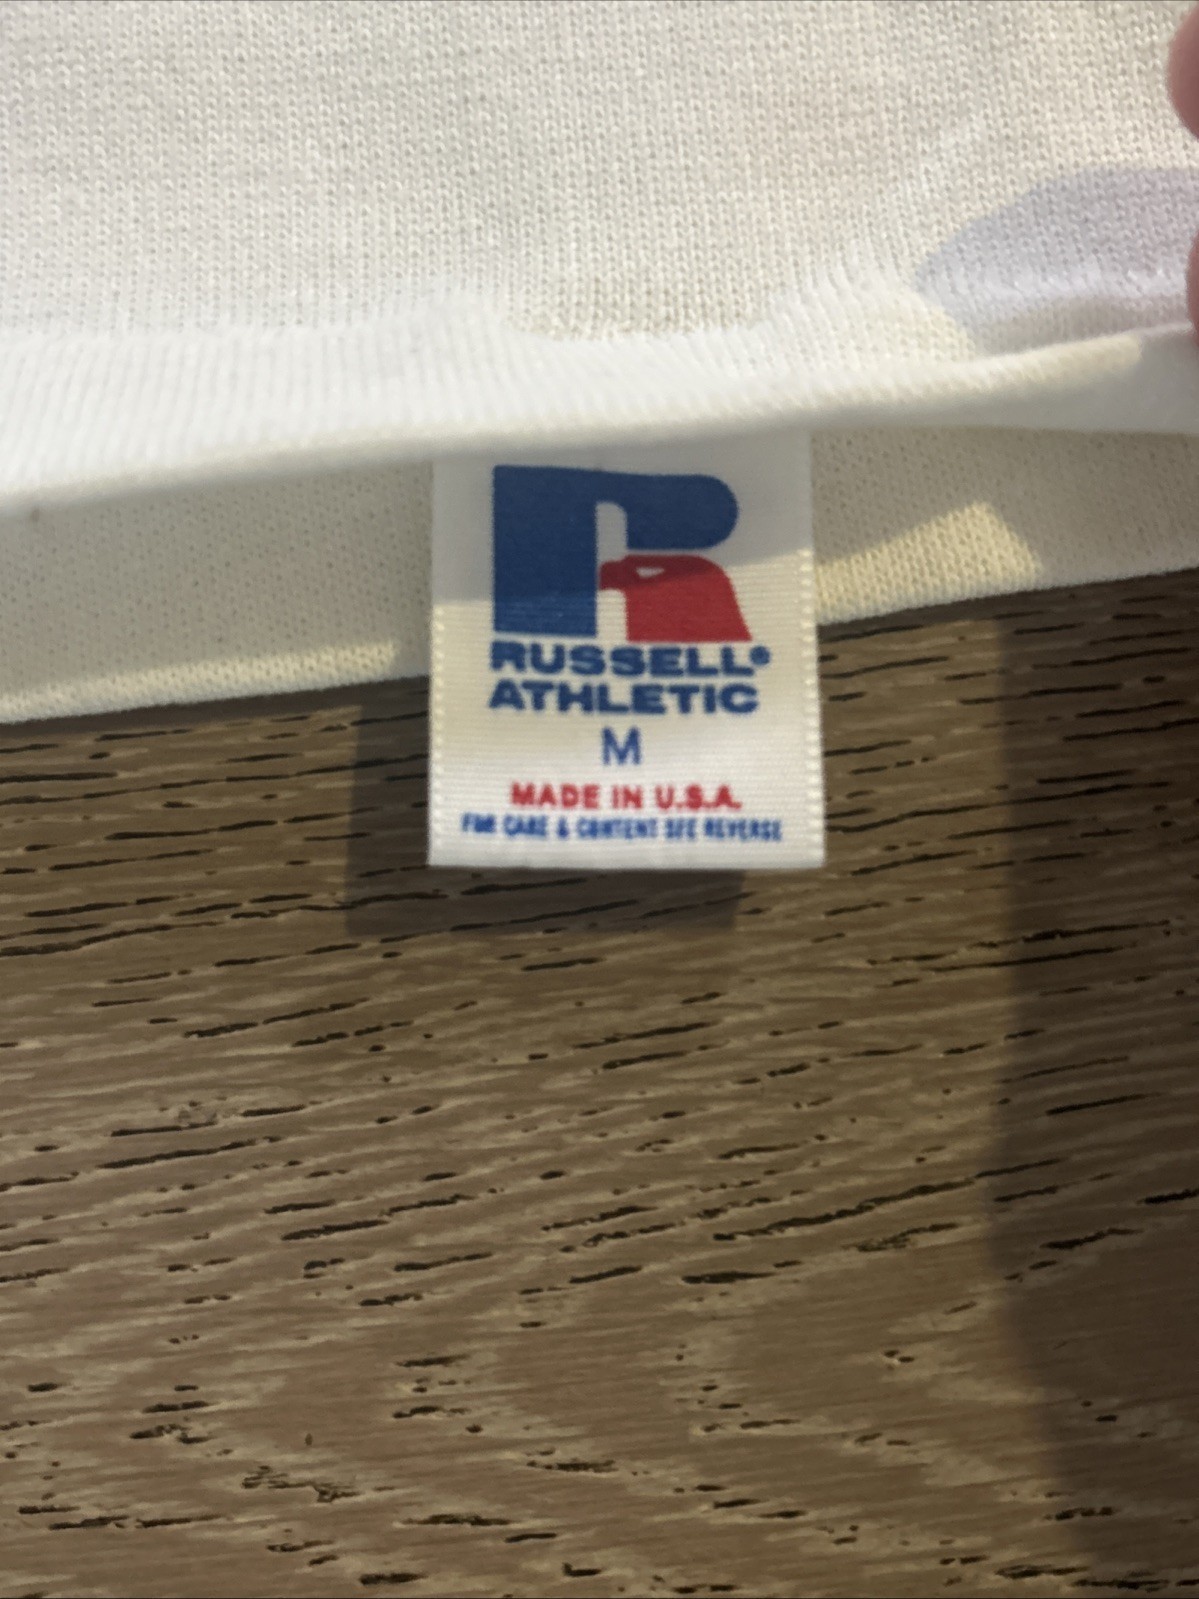 R
RUSSELL®
ATHLETIC
M
MADE IN U.S.A.
FOR CARE & CONTENT SEE REVERSE